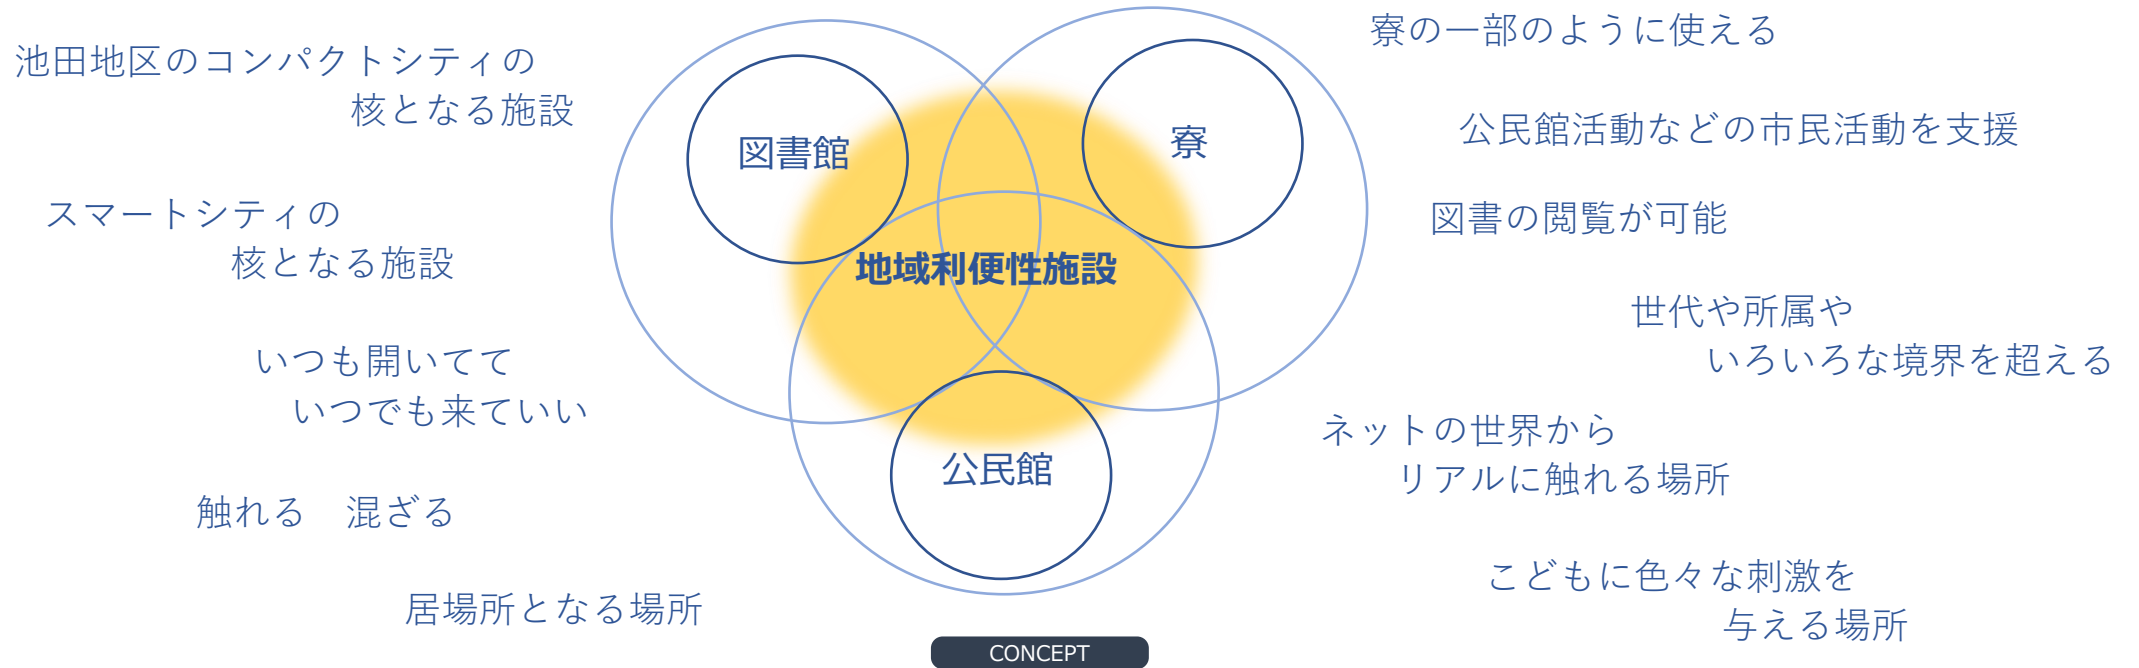 池田地区のコンパクトシティの
核となる施設
スマートシティの
核となる施設
いつも開いてて
いつでも来ていい
触れる　混ざる
居場所となる場所
図書館
寮
地域利便性施設
公民館
寮の一部のように使える
公民館活動などの市民活動を支援
図書の閲覧が可能
世代や所属や
いろいろな境界を超える
ネットの世界から
リアルに触れる場所
こどもに色々な刺激を
与える場所
CONCEPT